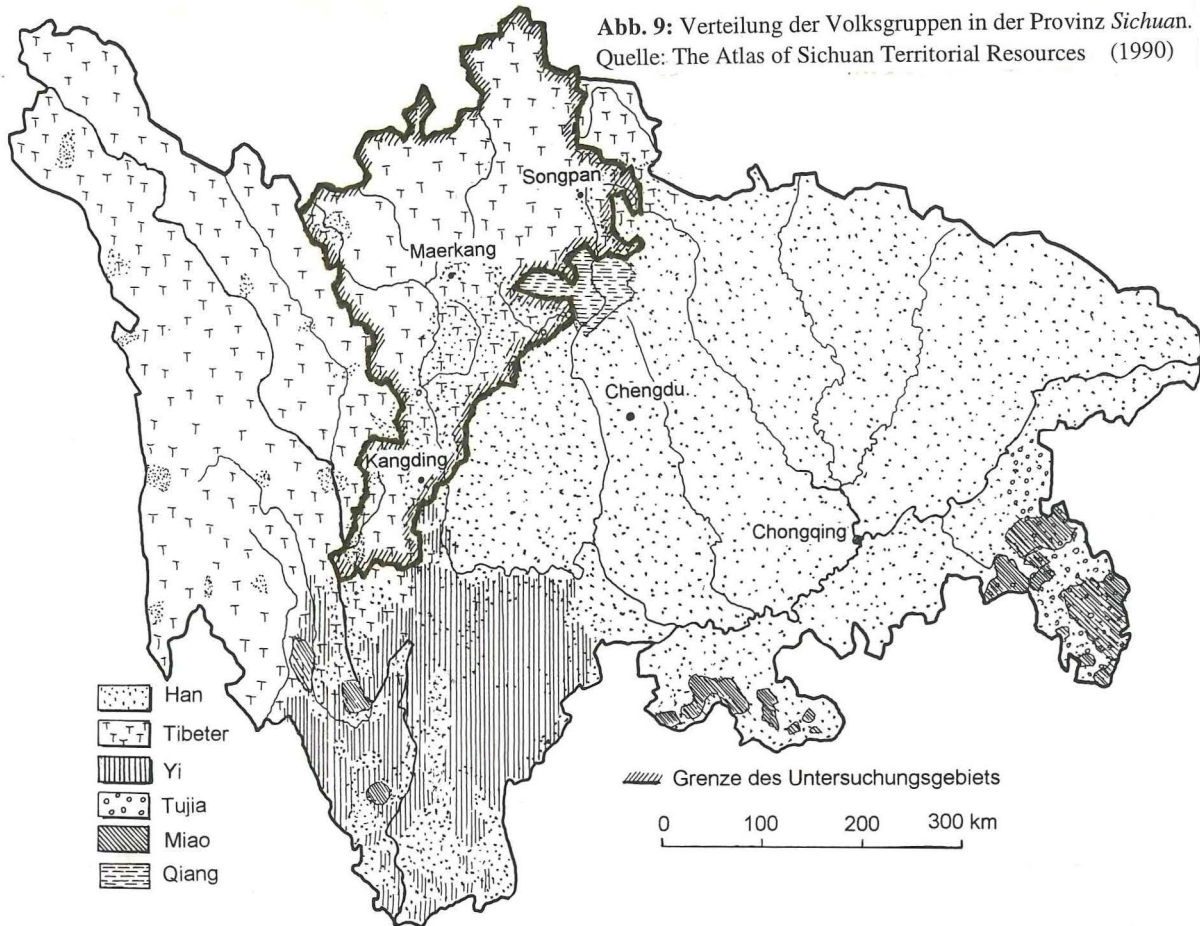 Abb. 9: Verteilung der Volksgruppen in der Provinz Sichuan.
Quelle: The Atlas of Sichuan Territorial Resources (1990)
Songpan
Maerkang
Chengdu
Kangding
Chongqing
Han
Tibeter
Yi
Tujia
Miao
Qiang
Grenze des Untersuchungsgebiets
0 100 200 300 km